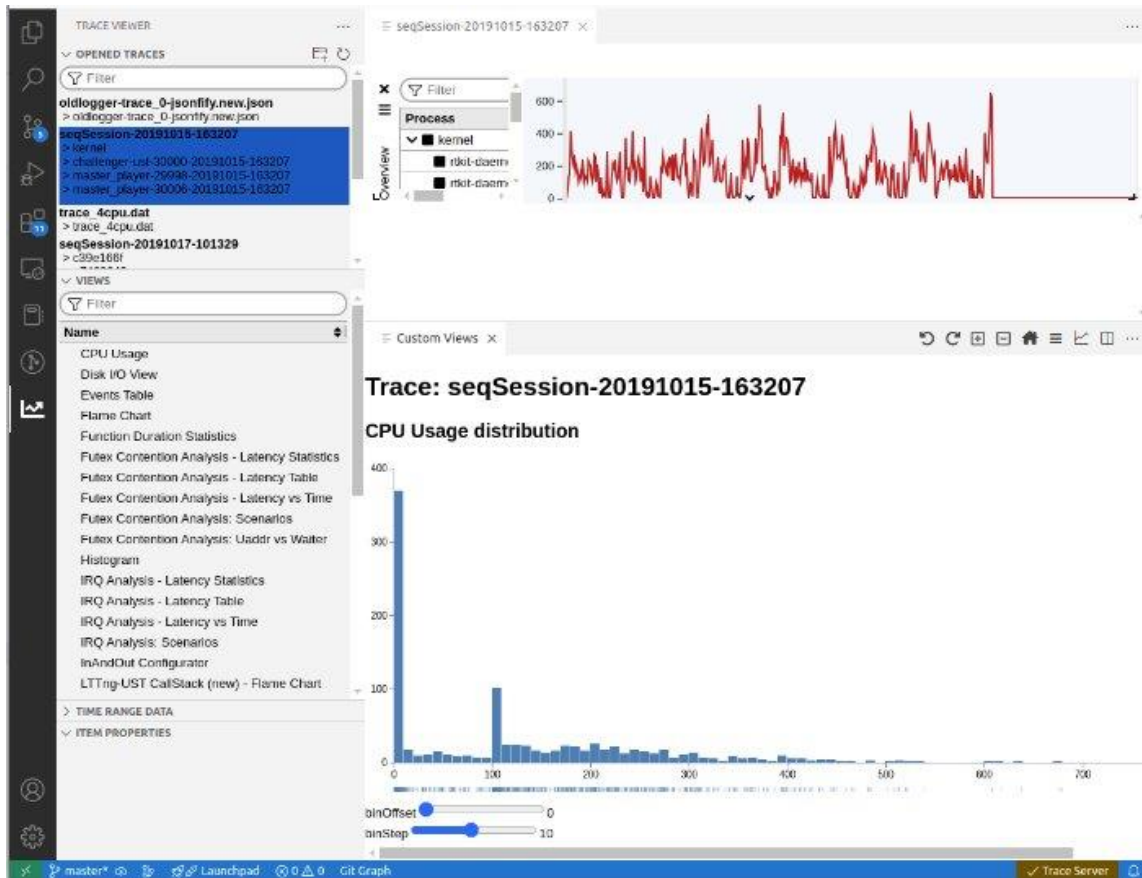 TRACE VIEWER
OPENED TRACES
Filter
oldlogger-trace_0-jsonfify.new.json
> oldlogger-trace_0-jsonfify.new.json
seqSession-20191015-163207
> kernel
> challenger-ust-30000-20191015-163207
> master_player-29998-20191015-163207
> master_player-30006-20191015-163207
trace_4cpu.dat
> trace_4cpu.dat
seqSession-20191017-101329
> c39e166f
VIEWS
Filter
Name
CPU Usage
Disk I/O View
Events Table
Flame Chart
Function Duration Statistics
Futex Contention Analysis - Latency Statistics
Futex Contention Analysis - Latency Table
Futex Contention Analysis - Latency vs Time
Futex Contention Analysis: Scenarios
Futex Contention Analysis: Uaddr vs Waiter
Histogram
IRQ Analysis - Latency Statistics
IRQ Analysis - Latency Table
IRQ Analysis - Latency vs Time
IRQ Analysis: Scenarios
InAndOut Configurator
LTTng-UST CallStack (new) - Flame Chart
TIME RANGE DATA
ITEM PROPERTIES
seqSession-20191015-163207
Overview
Filter
Process
kernel
rtkit-daem
rtkit-daem
600
400
200
0
Custom Views
Trace: seqSession-20191015-163207
CPU Usage distribution
400
300
200
100
0
0 100 200 300 400 500 600 700
binOffset 0
binStep 10
master* Launchpad 0 0 Git Graph Trace Server